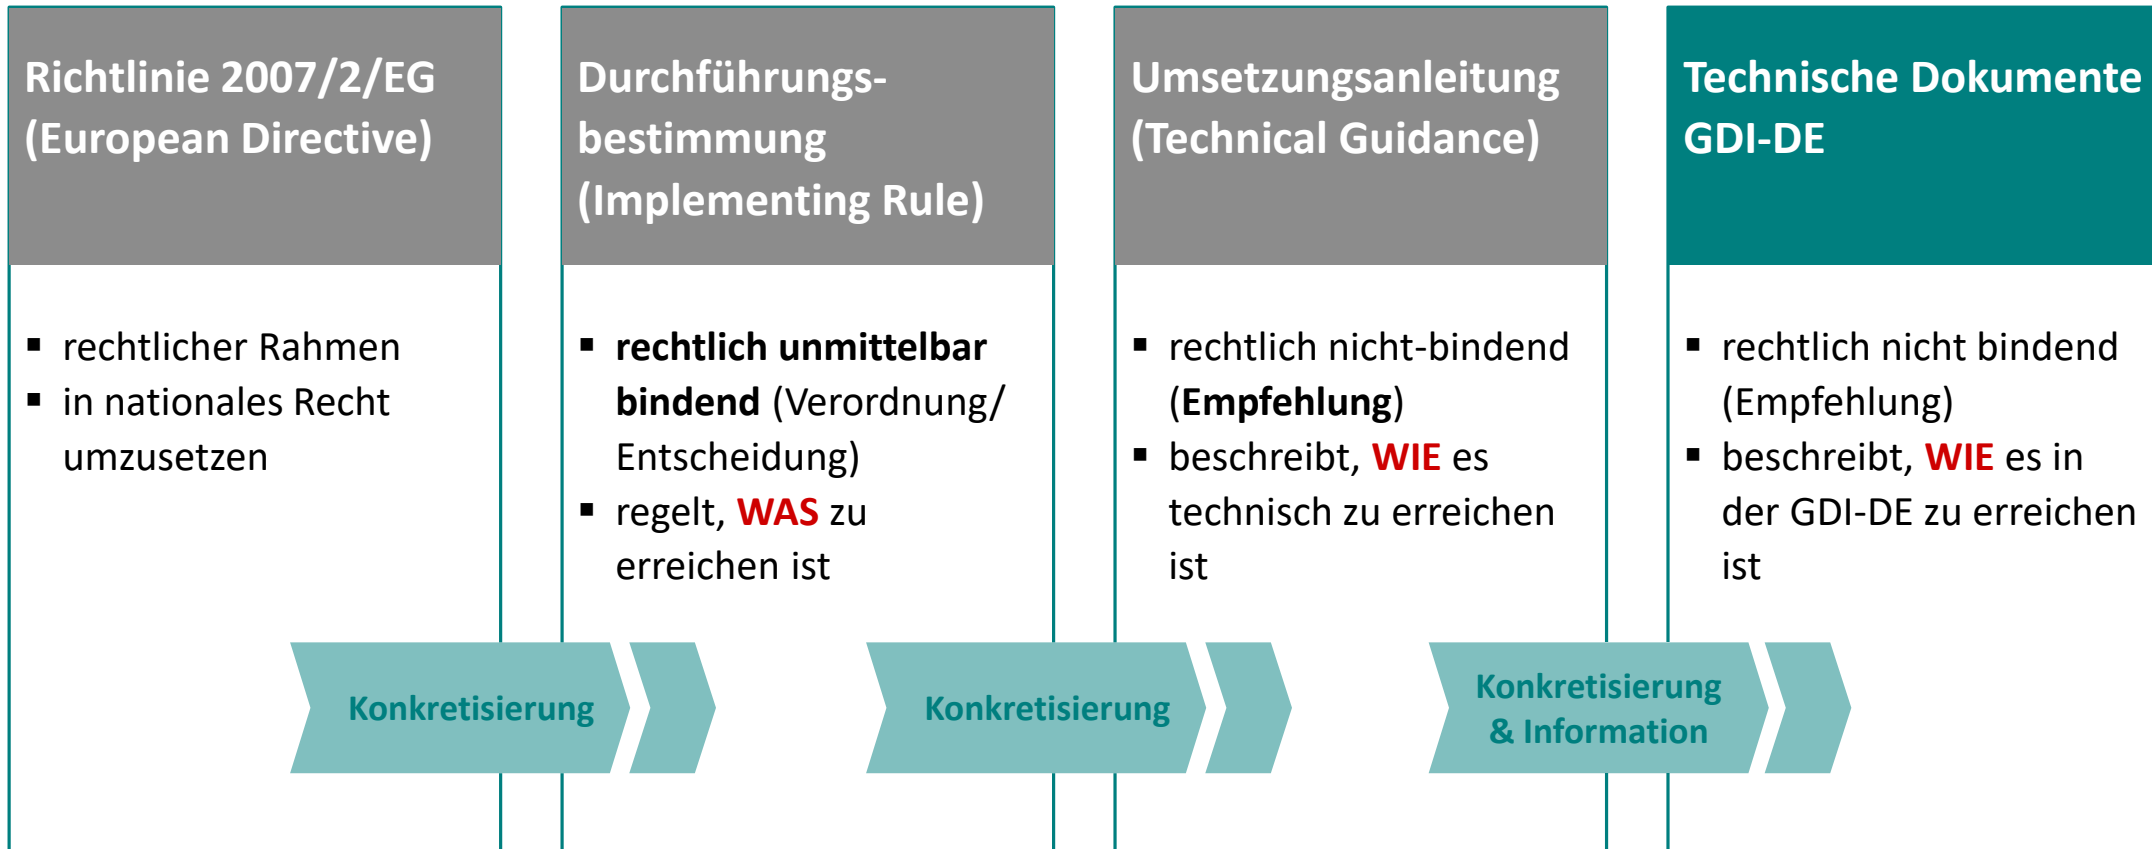 Richtlinie 2007/2/EG
(European Directive)
▪ rechtlicher Rahmen
▪ in nationales Recht
umzusetzen
Durchführungs-
bestimmung
(Implementing Rule)
▪ rechtlich unmittelbar
bindend (Verordnung/
Entscheidung)
▪ regelt, WAS zu
erreichen ist
Umsetzungsanleitung
(Technical Guidance)
▪ rechtlich nicht-bindend
(Empfehlung)
▪ beschreibt, WIE es
technisch zu erreichen
ist
Technische Dokumente
GDI-DE
▪ rechtlich nicht bindend
(Empfehlung)
▪ beschreibt, WIE es in
der GDI-DE zu erreichen
ist
Konkretisierung
Konkretisierung
Konkretisierung
& Information